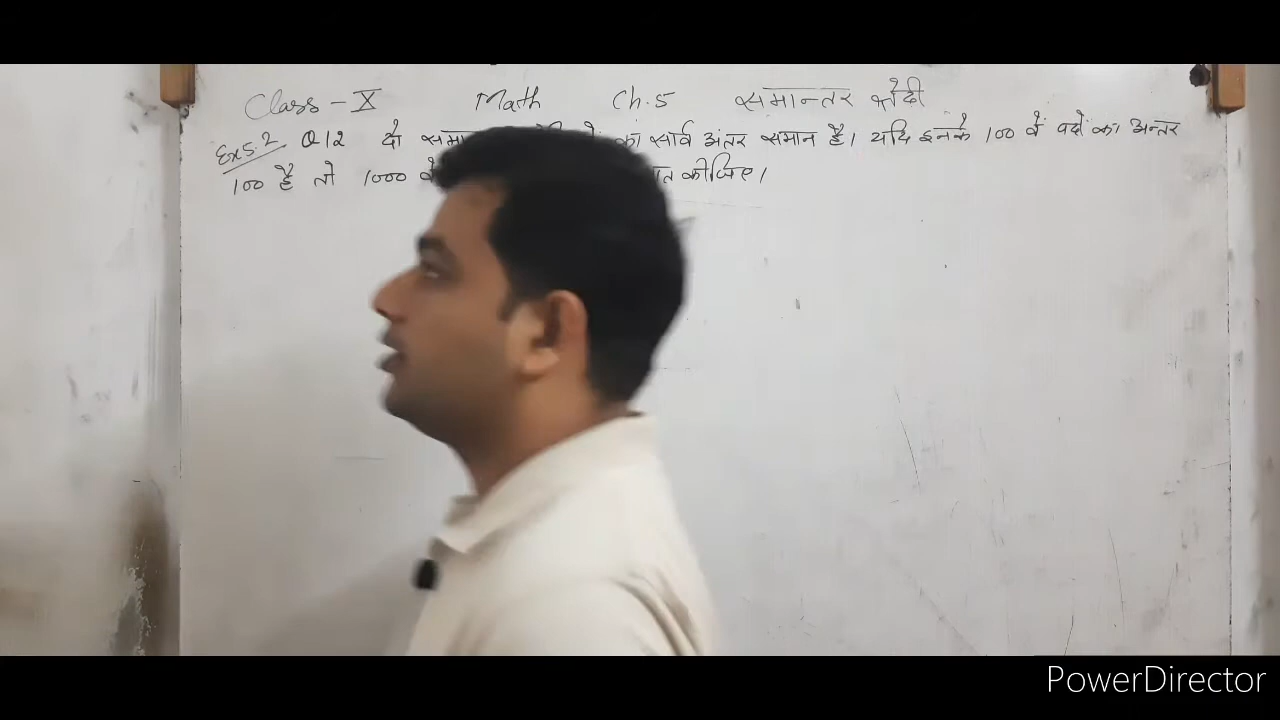 Class - X Math Ch. 5 समान्तर श्रेढी
Ex 5.2 Q12 दो का सार्व अंतर समान है। यदि इनके 100 वें पदों का अन्तर
100 है तो 1000 कीजिए।
PowerDirector